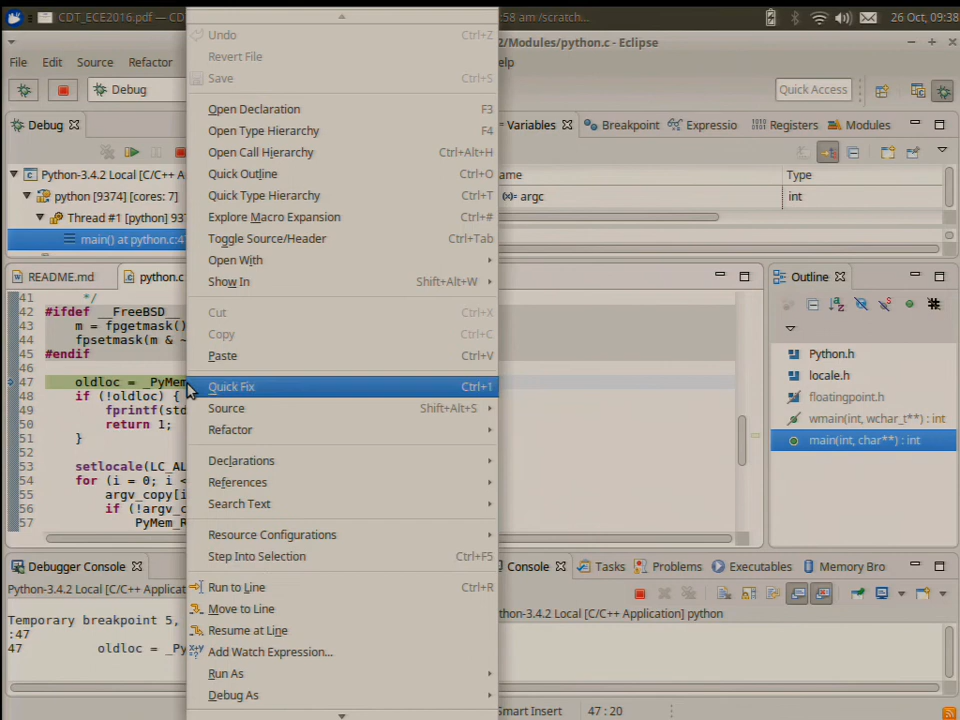 CDT_ECE2016.pdf — CD
:58 am /scratch...
26 Oct, 09:38
2/Modules/python.c - Eclipse
File Edit Source Refactor
elp
Debug
Quick Access
Debug
Variables
Breakpoint
Expressio
Registers
Modules
Python-3.4.2 Local [C/C++ A
python [9374] [cores: 7]
Thread #1 [python] 937
main() at python.c:47
ame
Type
argc
int
README.md
python.c
41 */
42 #ifdef __FreeBSD__
43 m = fpgetmask()
44 fpsetmask(m & ~
45 #endif
46
47 oldloc = _PyMem
48 if (!oldloc) {
49 fprintf(std
50 return 1;
51 }
52
53 setlocale(LC_AL
54 for (i = 0; i <
55 argv_copy[i
56 if (!argv_c
57 PyMem_R
Undo Ctrl+Z
Revert File
Save Ctrl+S
Open Declaration F3
Open Type Hierarchy F4
Open Call Hierarchy Ctrl+Alt+H
Quick Outline Ctrl+O
Quick Type Hierarchy Ctrl+T
Explore Macro Expansion Ctrl+#
Toggle Source/Header Ctrl+Tab
Open With
Show In Shift+Alt+W
Cut Ctrl+X
Copy Ctrl+C
Paste Ctrl+V
Quick Fix Ctrl+1
Source Shift+Alt+S
Refactor
Declarations
References
Search Text
Resource Configurations
Step Into Selection Ctrl+F5
Run to Line Ctrl+R
Move to Line
Resume at Line
Add Watch Expression...
Run As
Debug As
Outline
Python.h
locale.h
floatingpoint.h
wmain(int, wchar_t**) : int
main(int, char**) : int
Debugger Console
Python-3.4.2 Local [C/C++ Applicati
Temporary breakpoint 5,
:47
47 oldloc = _Py
Console
Tasks
Problems
Executables
Memory Bro
Python-3.4.2 Local [C/C++ Application] python
Smart Insert
47 : 20